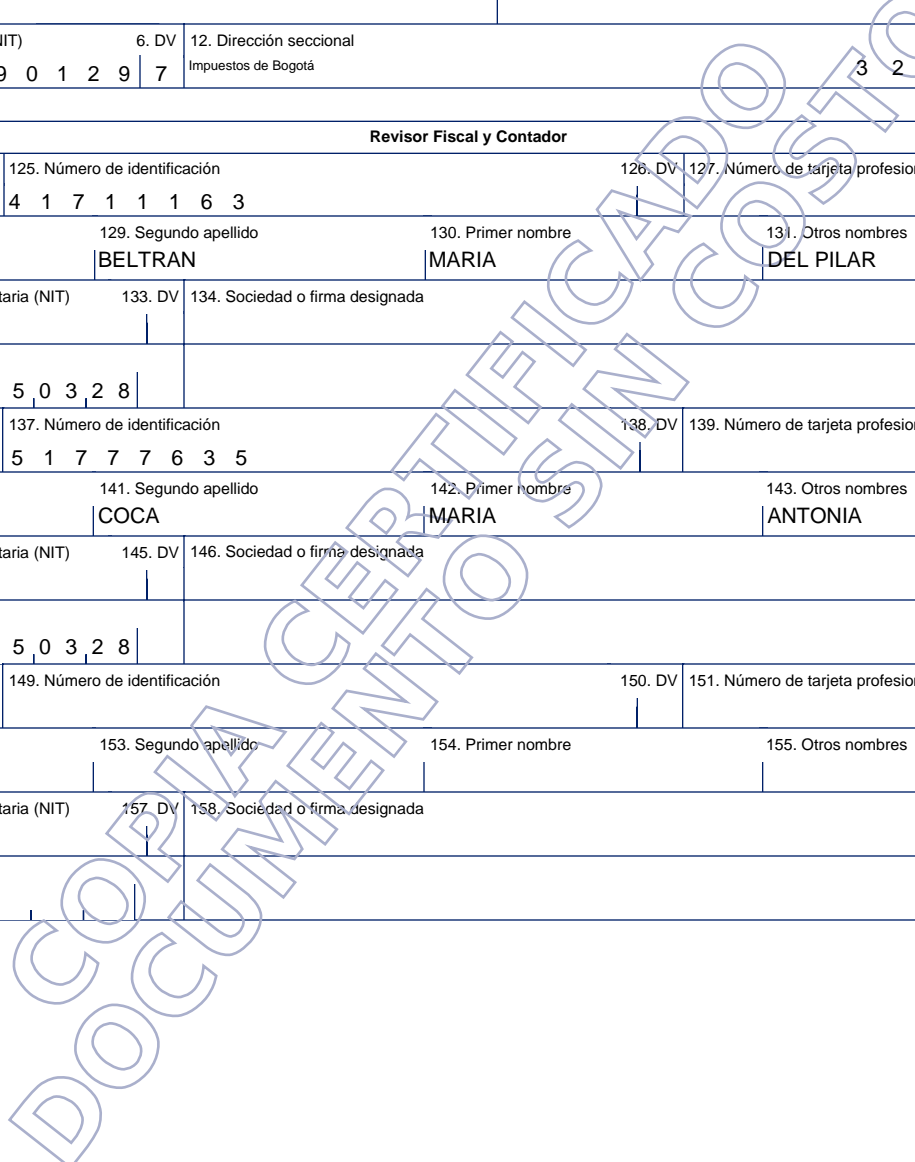 NIT) 6. DV 12. Dirección seccional
9 0 1 2 9 7 Impuestos de Bogotá 3 2
Revisor Fiscal y Contador
125. Número de identificación 126. DV 127. Número de tarjeta profesion
4 1 7 1 1 1 6 3
129. Segundo apellido 130. Primer nombre 131. Otros nombres
BELTRAN MARIA DEL PILAR
taria (NIT) 133. DV 134. Sociedad o firma designada
5 0 3 2 8
137. Número de identificación 138. DV 139. Número de tarjeta profesion
5 1 7 7 7 6 3 5
141. Segundo apellido 142. Primer nombre 143. Otros nombres
COCA MARIA ANTONIA
taria (NIT) 145. DV 146. Sociedad o firma designada
5 0 3 2 8
149. Número de identificación 150. DV 151. Número de tarjeta profesion
153. Segundo apellido 154. Primer nombre 155. Otros nombres
taria (NIT) 157. DV 158. Sociedad o firma designada
COPIA CERTIFICADO
DOCUMENTO SIN COSTO